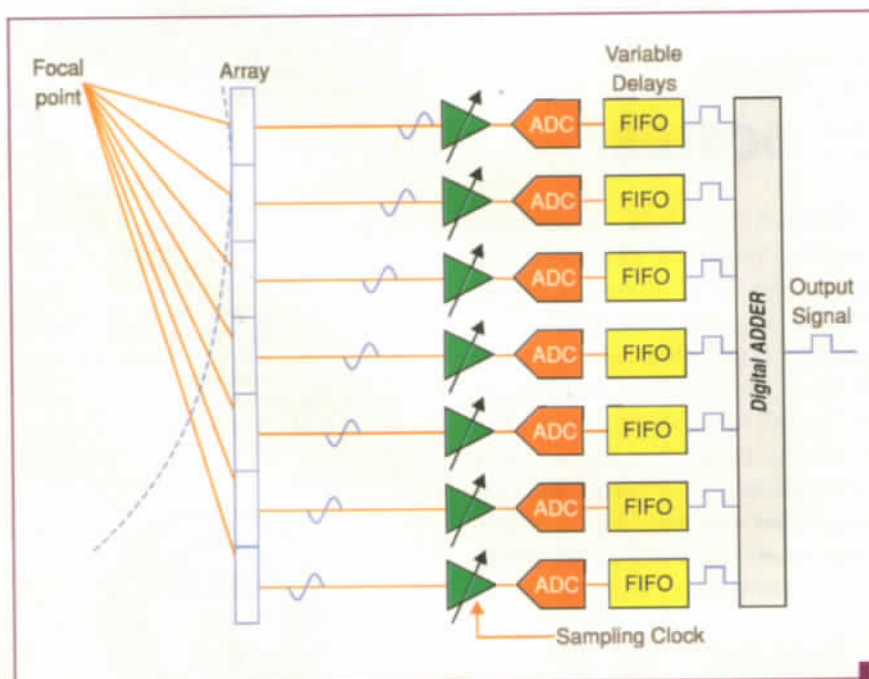 Focal
point
Array
Variable
Delays
ADC
FIFO
ADC
FIFO
ADC
FIFO
ADC
FIFO
ADC
FIFO
ADC
FIFO
ADC
FIFO
Digital ADDER
Output
Signal
Sampling Clock